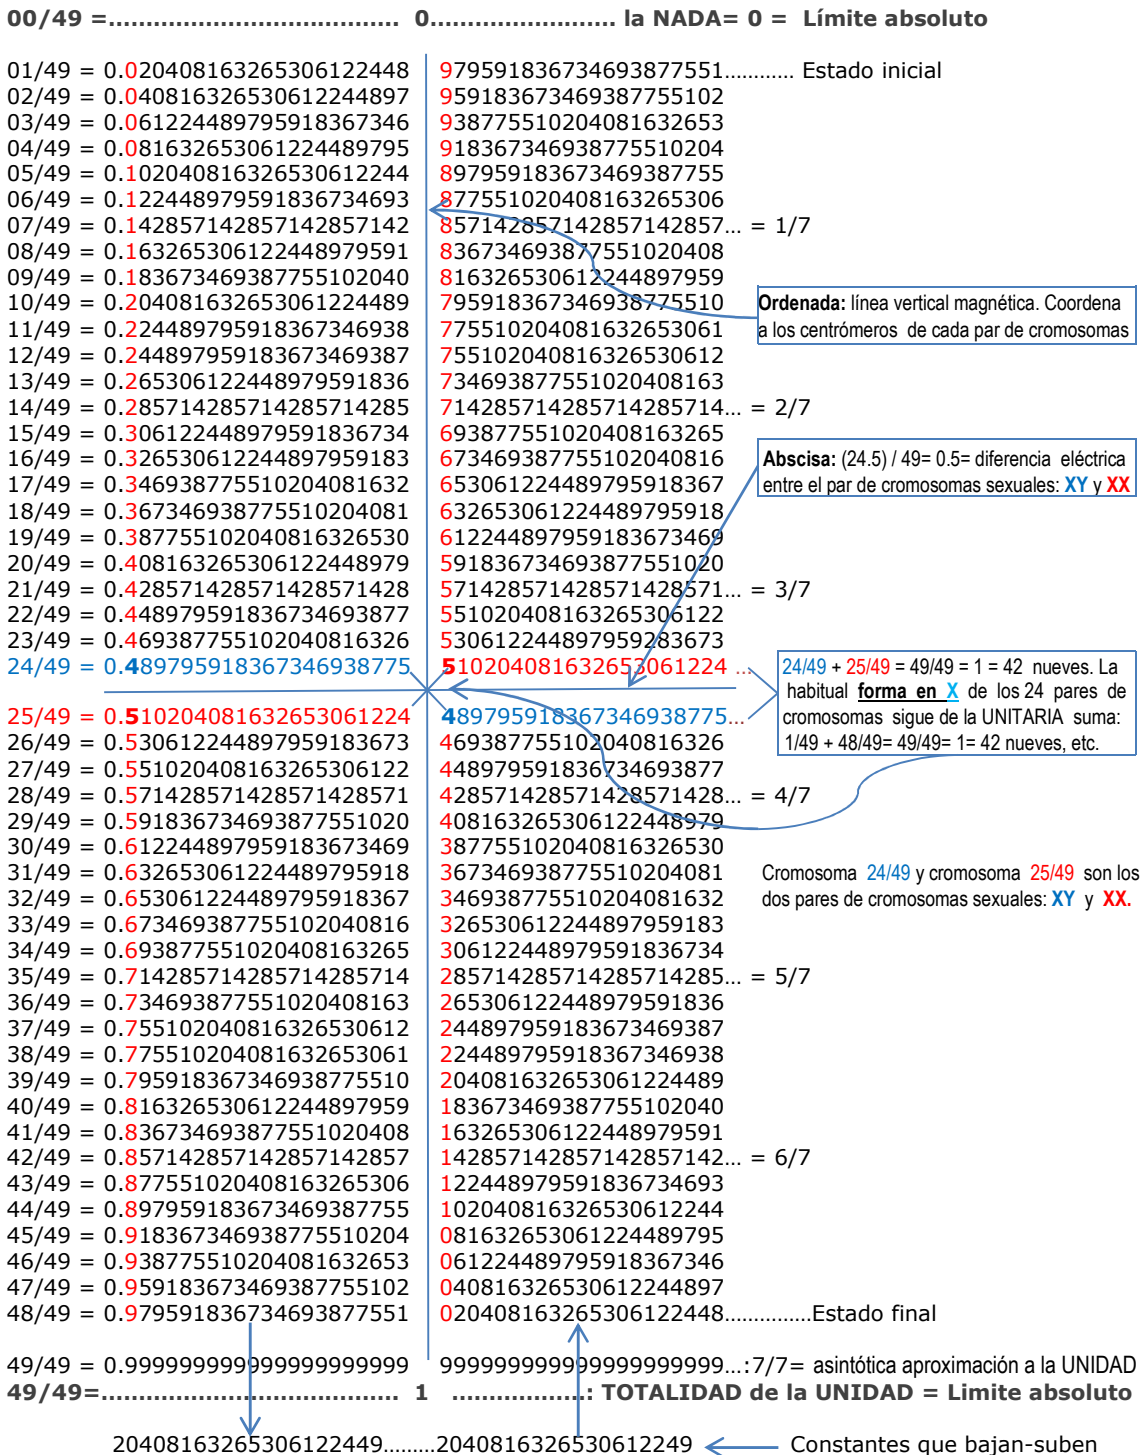 00/49 =..................................... 0....................... la NADA= 0 = Límite absoluto
01/49 = 0.020408163265306122448 979591836734693877551............ Estado inicial
02/49 = 0.040816326530612244897 959183673469387755102
03/49 = 0.061224489795918367346 938775510204081632653
04/49 = 0.081632653061224489795 918367346938775510204
05/49 = 0.102040816326530612244 897959183673469387755
06/49 = 0.122448979591836734693 877551020408163265306
07/49 = 0.142857142857142857142 857142857142857142857... = 1/7
08/49 = 0.163265306122448979591 836734693877551020408
09/49 = 0.183673469387755102040 816326530612244897959
10/49 = 0.204081632653061224489 795918367346938775510
11/49 = 0.224489795918367346938 775510204081632653061
12/49 = 0.244897959183673469387 755102040816326530612
13/49 = 0.265306122448979591836 734693877551020408163
14/49 = 0.285714285714285714285 714285714285714285714... = 2/7
15/49 = 0.306122448979591836734 693877551020408163265
16/49 = 0.326530612244897959183 673469387755102040816
17/49 = 0.346938775510204081632 653061224489795918367
18/49 = 0.367346938775510204081 632653061224489795918
19/49 = 0.387755102040816326530 612244897959183673469
20/49 = 0.408163265306122448979 591836734693877551020
21/49 = 0.428571428571428571428 571428571428571428571... = 3/7
22/49 = 0.448979591836734693877 551020408163265306122
23/49 = 0.469387755102040816326 530612244897959283673
24/49 = 0.489795918367346938775 510204081632653061224 ...
25/49 = 0.510204081632653061224 489795918367346938775...
26/49 = 0.530612244897959183673 469387755102040816326
27/49 = 0.551020408163265306122 448979591836734693877
28/49 = 0.571428571428571428571 428571428571428571428... = 4/7
29/49 = 0.591836734693877551020 408163265306122448979
30/49 = 0.612244897959183673469 387755102040816326530
31/49 = 0.632653061224489795918 367346938775510204081
32/49 = 0.653061224489795918367 346938775510204081632
33/49 = 0.673469387755102040816 326530612244897959183
34/49 = 0.693877551020408163265 306122448979591836734
35/49 = 0.714285714285714285714 285714285714285714285... = 5/7
36/49 = 0.734693877551020408163 265306122448979591836
37/49 = 0.755102040816326530612 244897959183673469387
38/49 = 0.775510204081632653061 224489795918367346938
39/49 = 0.795918367346938775510 204081632653061224489
40/49 = 0.816326530612244897959 183673469387755102040
41/49 = 0.836734693877551020408 163265306122448979591
42/49 = 0.857142857142857142857 142857142857142857142... = 6/7
43/49 = 0.877551020408163265306 122448979591836734693
44/49 = 0.897959183673469387755 102040816326530612244
45/49 = 0.918367346938775510204 081632653061224489795
46/49 = 0.938775510204081632653 061224489795918367346
47/49 = 0.959183673469387755102 040816326530612244897
48/49 = 0.979591836734693877551 020408163265306122448...............Estado final
49/49 = 0.999999999999999999999 999999999999999999999...:7/7= asintótica aproximación a la UNIDAD
49/49=..................................... 1 .................: TOTALIDAD de la UNIDAD = Limite absoluto
20408163265306122449.........2040816326530612249 Constantes que bajan-suben
Ordenada: línea vertical magnética. Coordena
a los centrómeros de cada par de cromosomas
Abscisa: (24.5) / 49= 0.5= diferencia eléctrica
entre el par de cromosomas sexuales: XY y XX
24/49 + 25/49 = 49/49 = 1 = 42 nueves. La
habitual forma en X de los 24 pares de
cromosomas sigue de la UNITARIA suma:
1/49 + 48/49= 49/49= 1= 42 nueves, etc.
Cromosoma 24/49 y cromosoma 25/49 son los
dos pares de cromosomas sexuales: XY y XX.